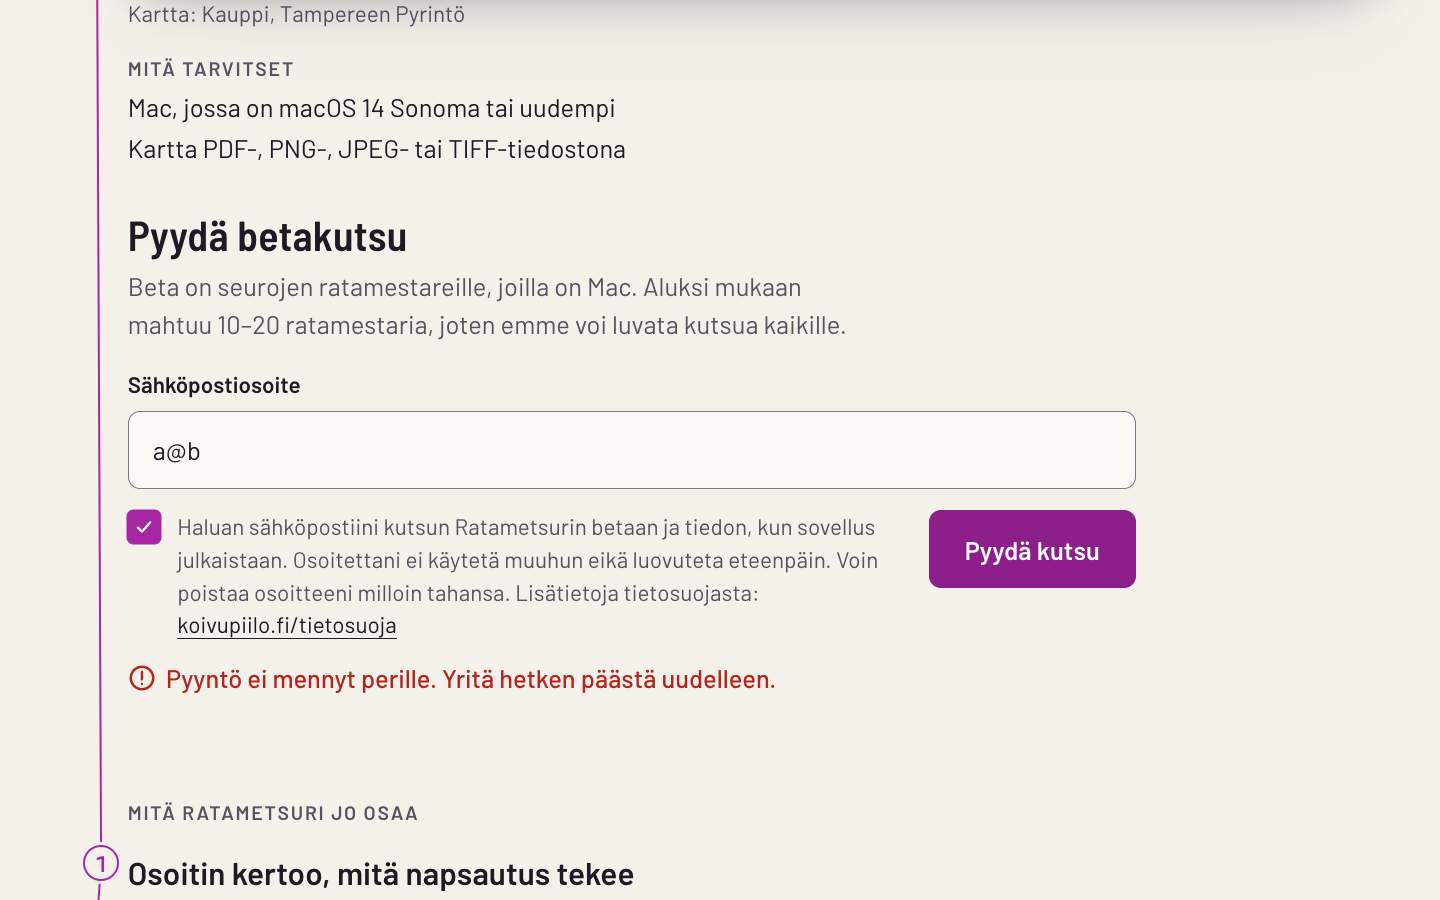 Kartta: Kauppi, Tampereen Pyrintö
MITÄ TARVITSET
Mac, jossa on macOS 14 Sonoma tai uudempi
Kartta PDF-, PNG-, JPEG- tai TIFF-tiedostona
Pyydä betakutsu
Beta on seurojen ratamestareille, joilla on Mac. Aluksi mukaan
mahtuu 10–20 ratamestaria, joten emme voi luvata kutsua kaikille.
Sähköpostiosoite
a@b
Haluan sähköpostiini kutsun Ratametsurin betaan ja tiedon, kun sovellus
julkaistaan. Osoitettani ei käytetä muuhun eikä luovuteta eteenpäin. Voin
poistaa osoitteeni milloin tahansa. Lisätietoja tietosuojasta:
koivupiilo.fi/tietosuoja
Pyydä kutsu
Pyyntö ei mennyt perille. Yritä hetken päästä uudelleen.
MITÄ RATAMETSURI JO OSAA
1 Osoitin kertoo, mitä napsautus tekee